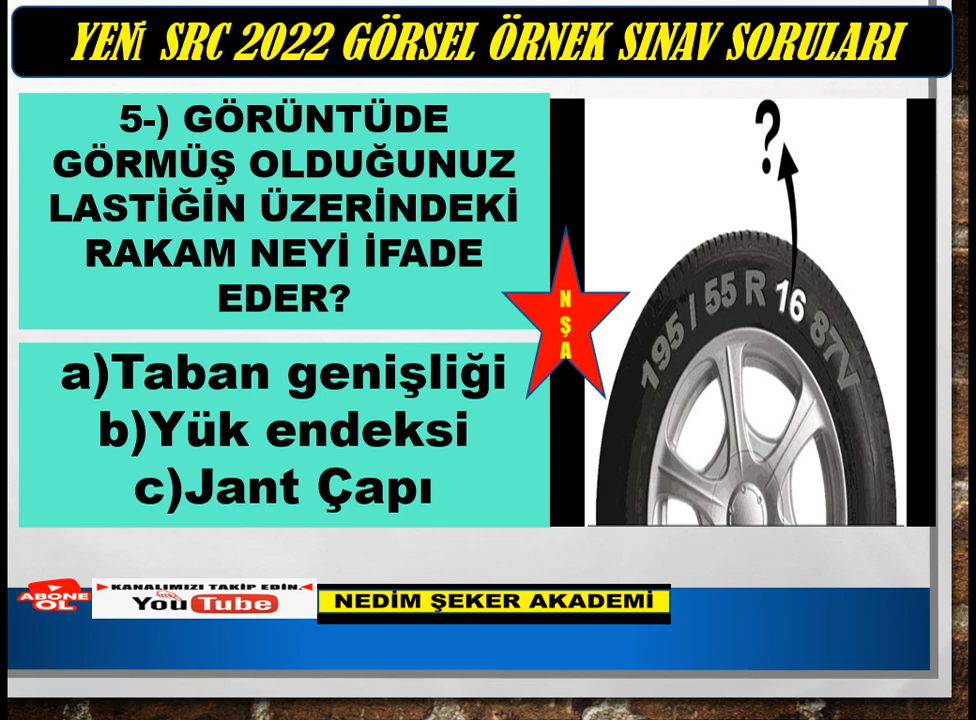 YENİ SRC 2022 GÖRSEL ÖRNEK SINAV SORULARI
5-) GÖRÜNTÜDE
GÖRMÜŞ OLDUĞUNUZ
LASTİĞİN ÜZERİNDEKİ
RAKAM NEYİ İFADE
EDER?
a)Taban genişliği
b)Yük endeksi
c)Jant Çapı
N
Ş
A
?
195 / 55 R 16 87V
ABONE
OL
KANALIMIZI TAKİP EDİN.
YouTube
NEDİM ŞEKER AKADEMİ